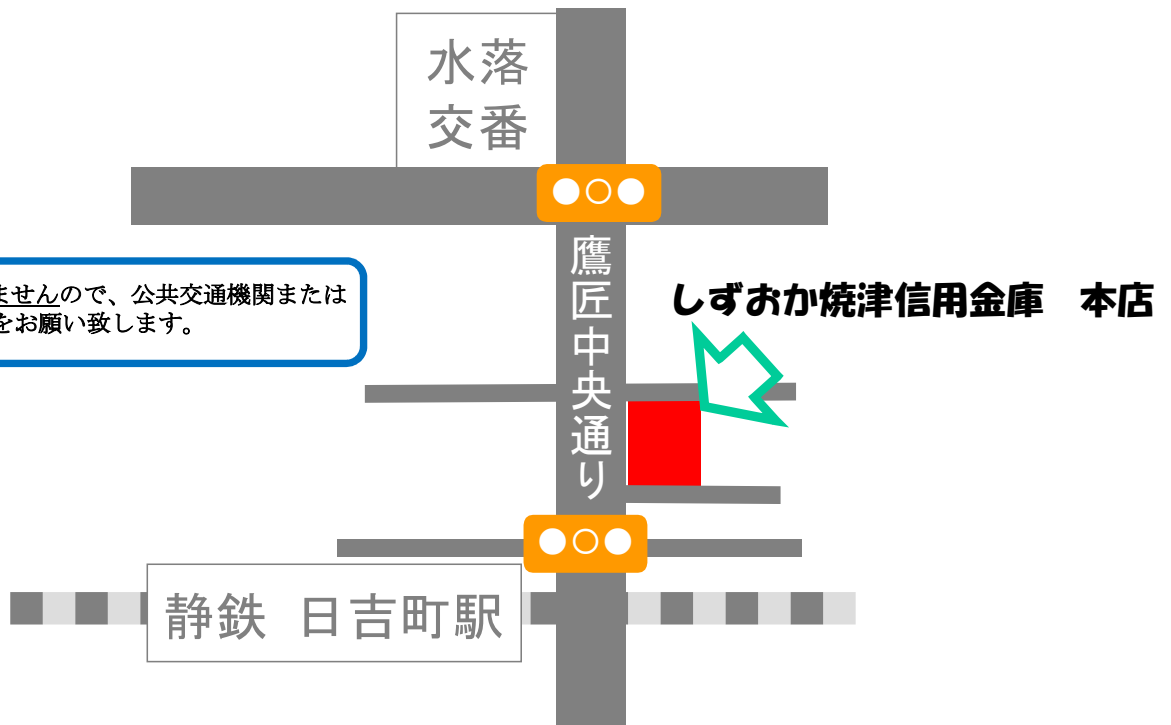 水落
交番
鷹匠中央通り
ませんので、公共交通機関または
をお願い致します。
しずおか焼津信用金庫　本店
静鉄 日吉町駅